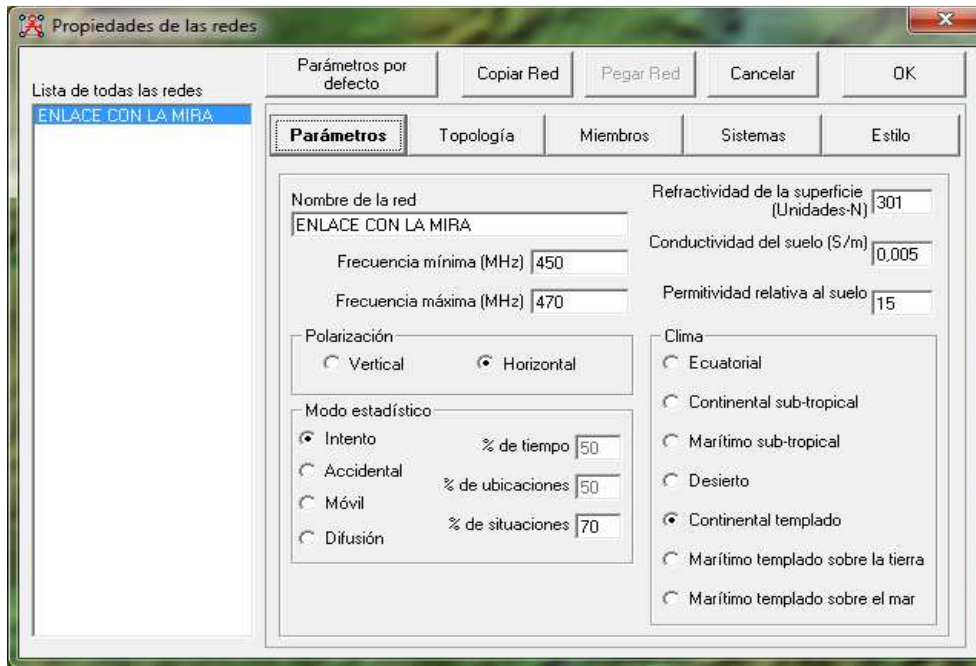 Propiedades de las redes
Lista de todas las redes
ENLACE CON LA MIRA
Parámetros por
defecto
Copiar Red
Pegar Red
Cancelar
OK
Parámetros
Topología
Miembros
Sistemas
Estilo
Nombre de la red
ENLACE CON LA MIRA
Frecuencia mínima (MHz) 450
Frecuencia máxima (MHz) 470
Refractividad de la superficie
(Unidades-N) 301
Conductividad del suelo (S/m) 0,005
Permitividad relativa al suelo 15
Polarización
Vertical
Horizontal
Modo estadístico
Intento
Accidental
Móvil
Difusión
% de tiempo 50
% de ubicaciones 50
% de situaciones 70
Clima
Ecuatorial
Continental sub-tropical
Marítimo sub-tropical
Desierto
Continental templado
Marítimo templado sobre la tierra
Marítimo templado sobre el mar